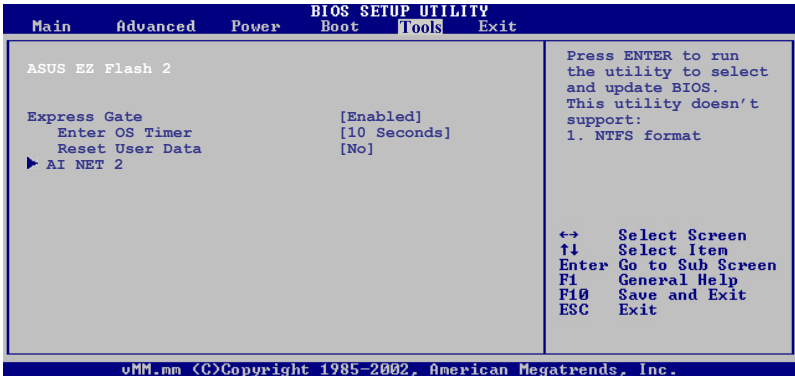 BIOS SETUP UTILITY
Main Advanced Power Boot Tools Exit
ASUS EZ Flash 2
Express Gate [Enabled]
Enter OS Timer [10 Seconds]
Reset User Data [No]
AI NET 2
Press ENTER to run
the utility to select
and update BIOS.
This utility doesn't
support:
1. NTFS format
←→ Select Screen
↑↓ Select Item
Enter Go to Sub Screen
F1 General Help
F10 Save and Exit
ESC Exit
vMM.mm (C)Copyright 1985-2002, American Megatrends, Inc.